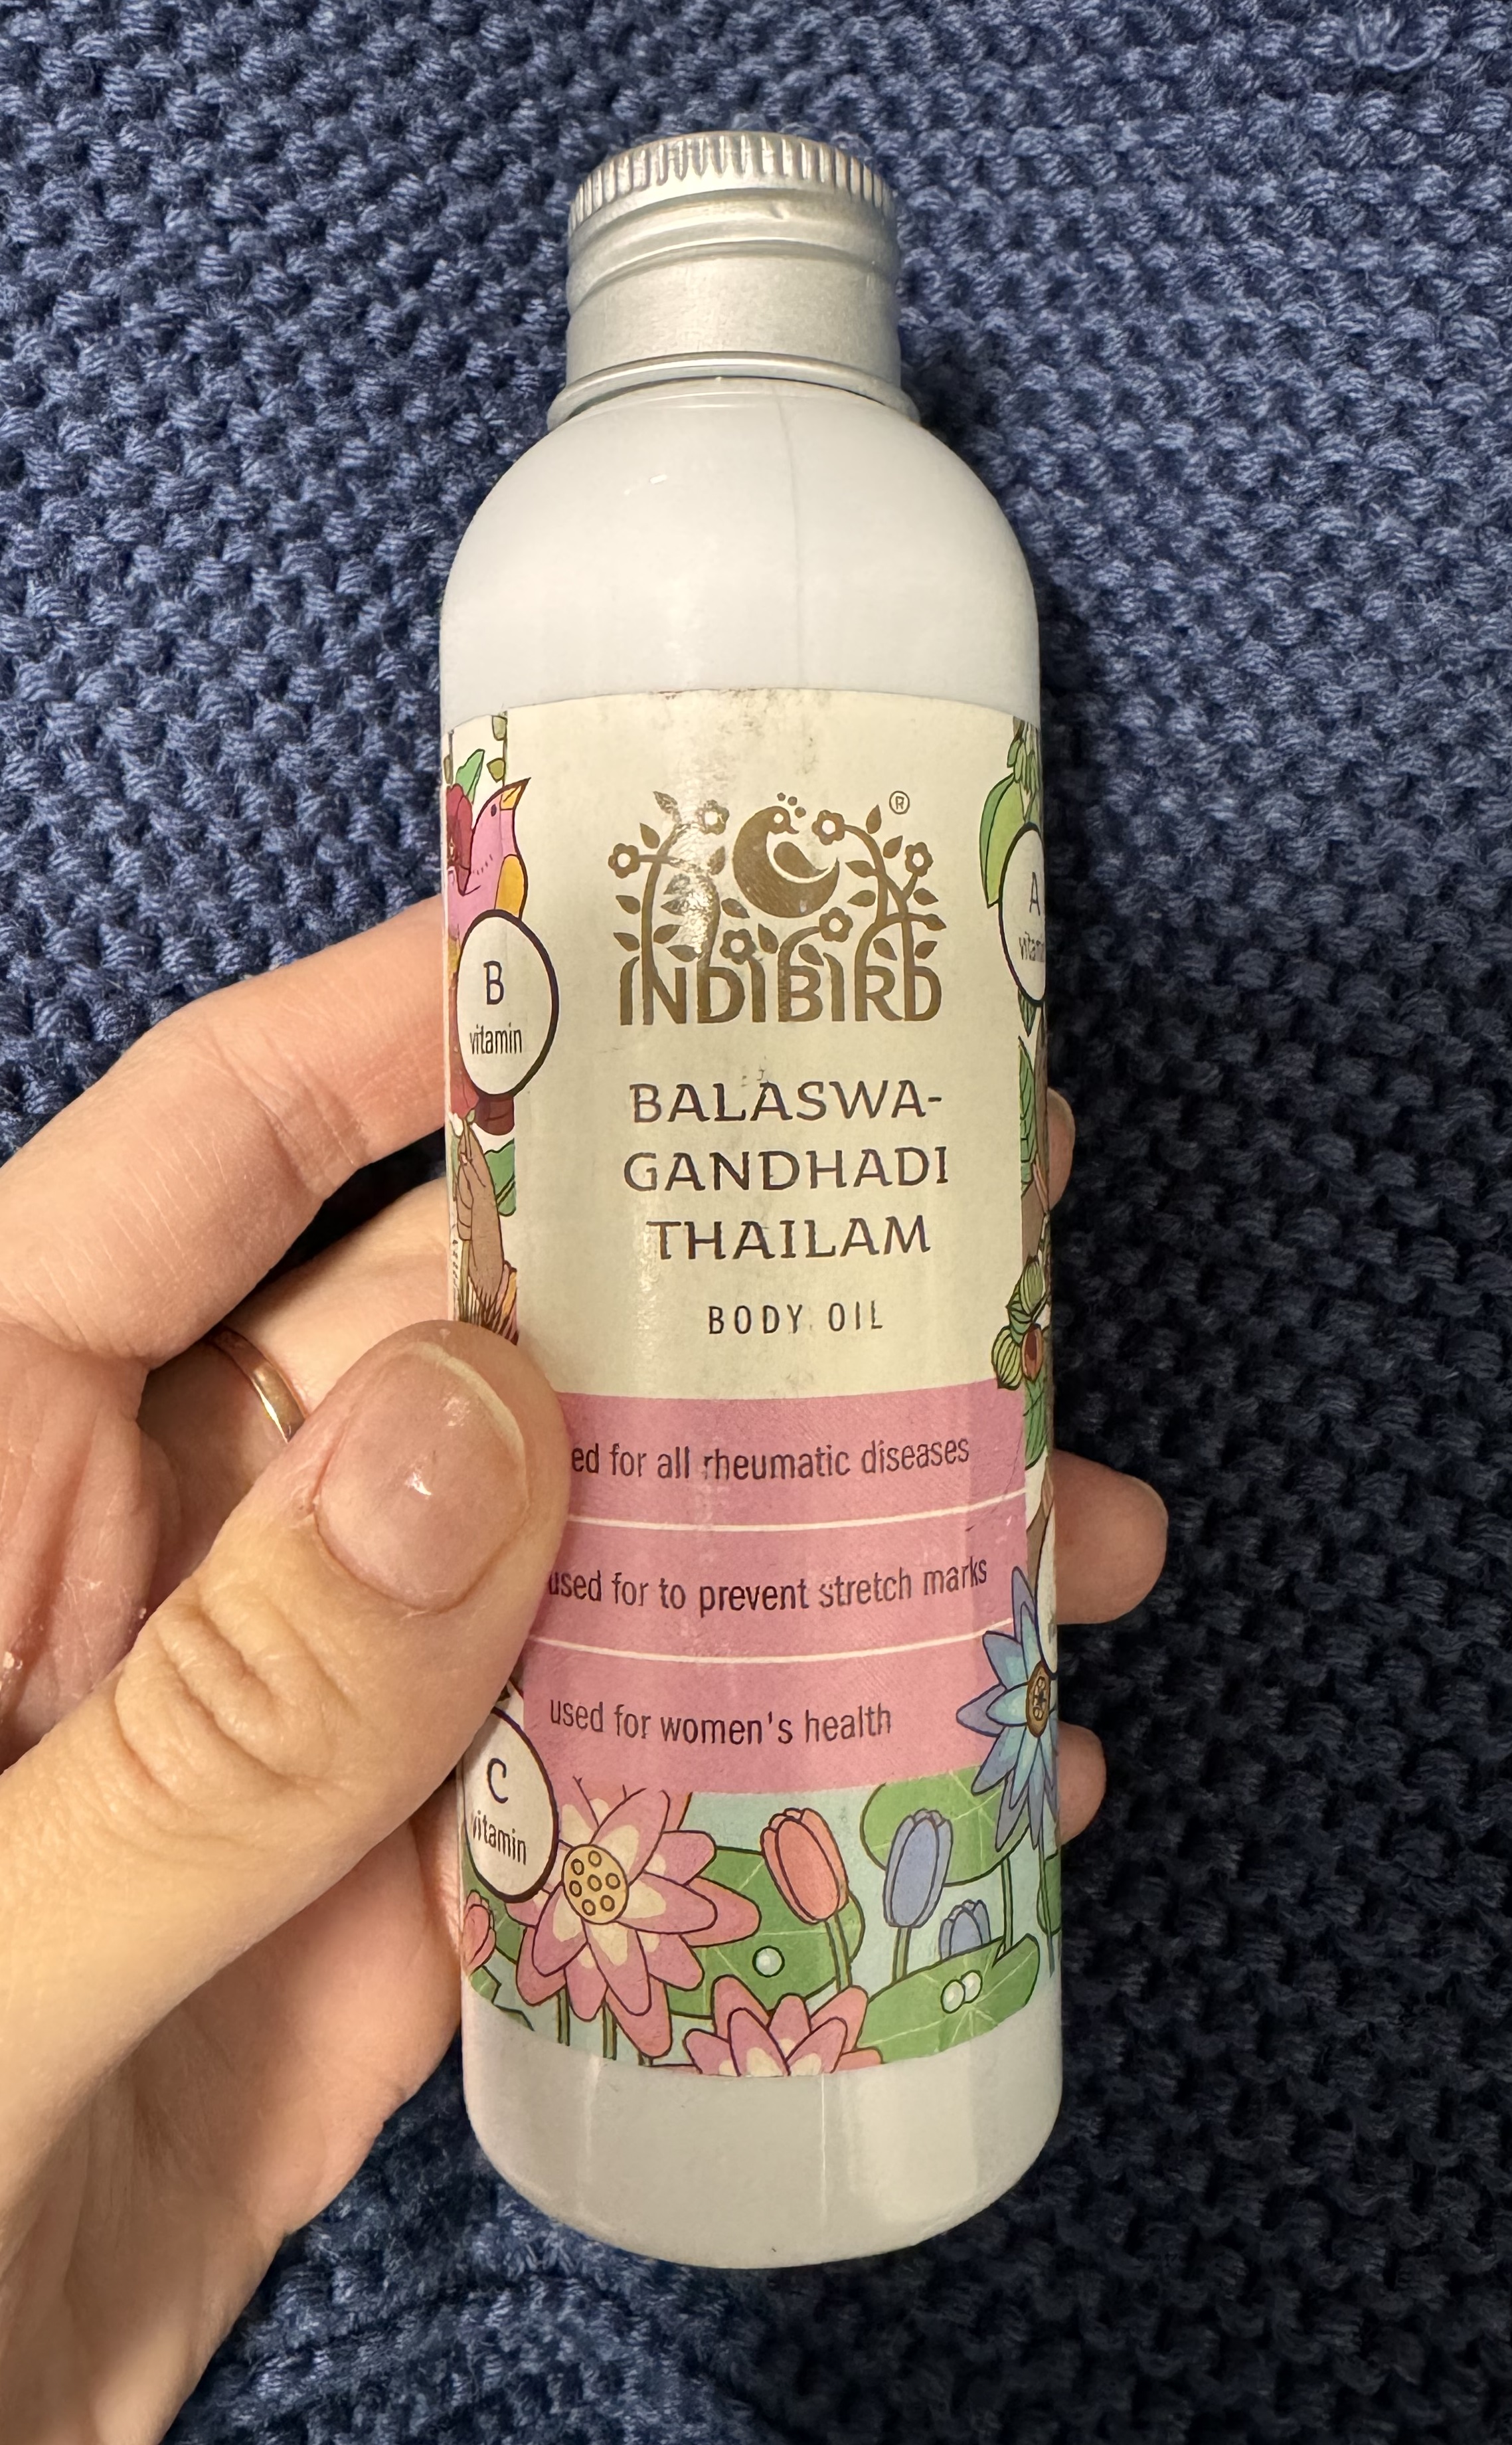 ®
INDIBIRD
BALASWA-
GANDHADI
THAILAM
BODY OIL
ed for all rheumatic diseases
used for to prevent stretch marks
used for women's health
B
vitamin
A
C
vitamin